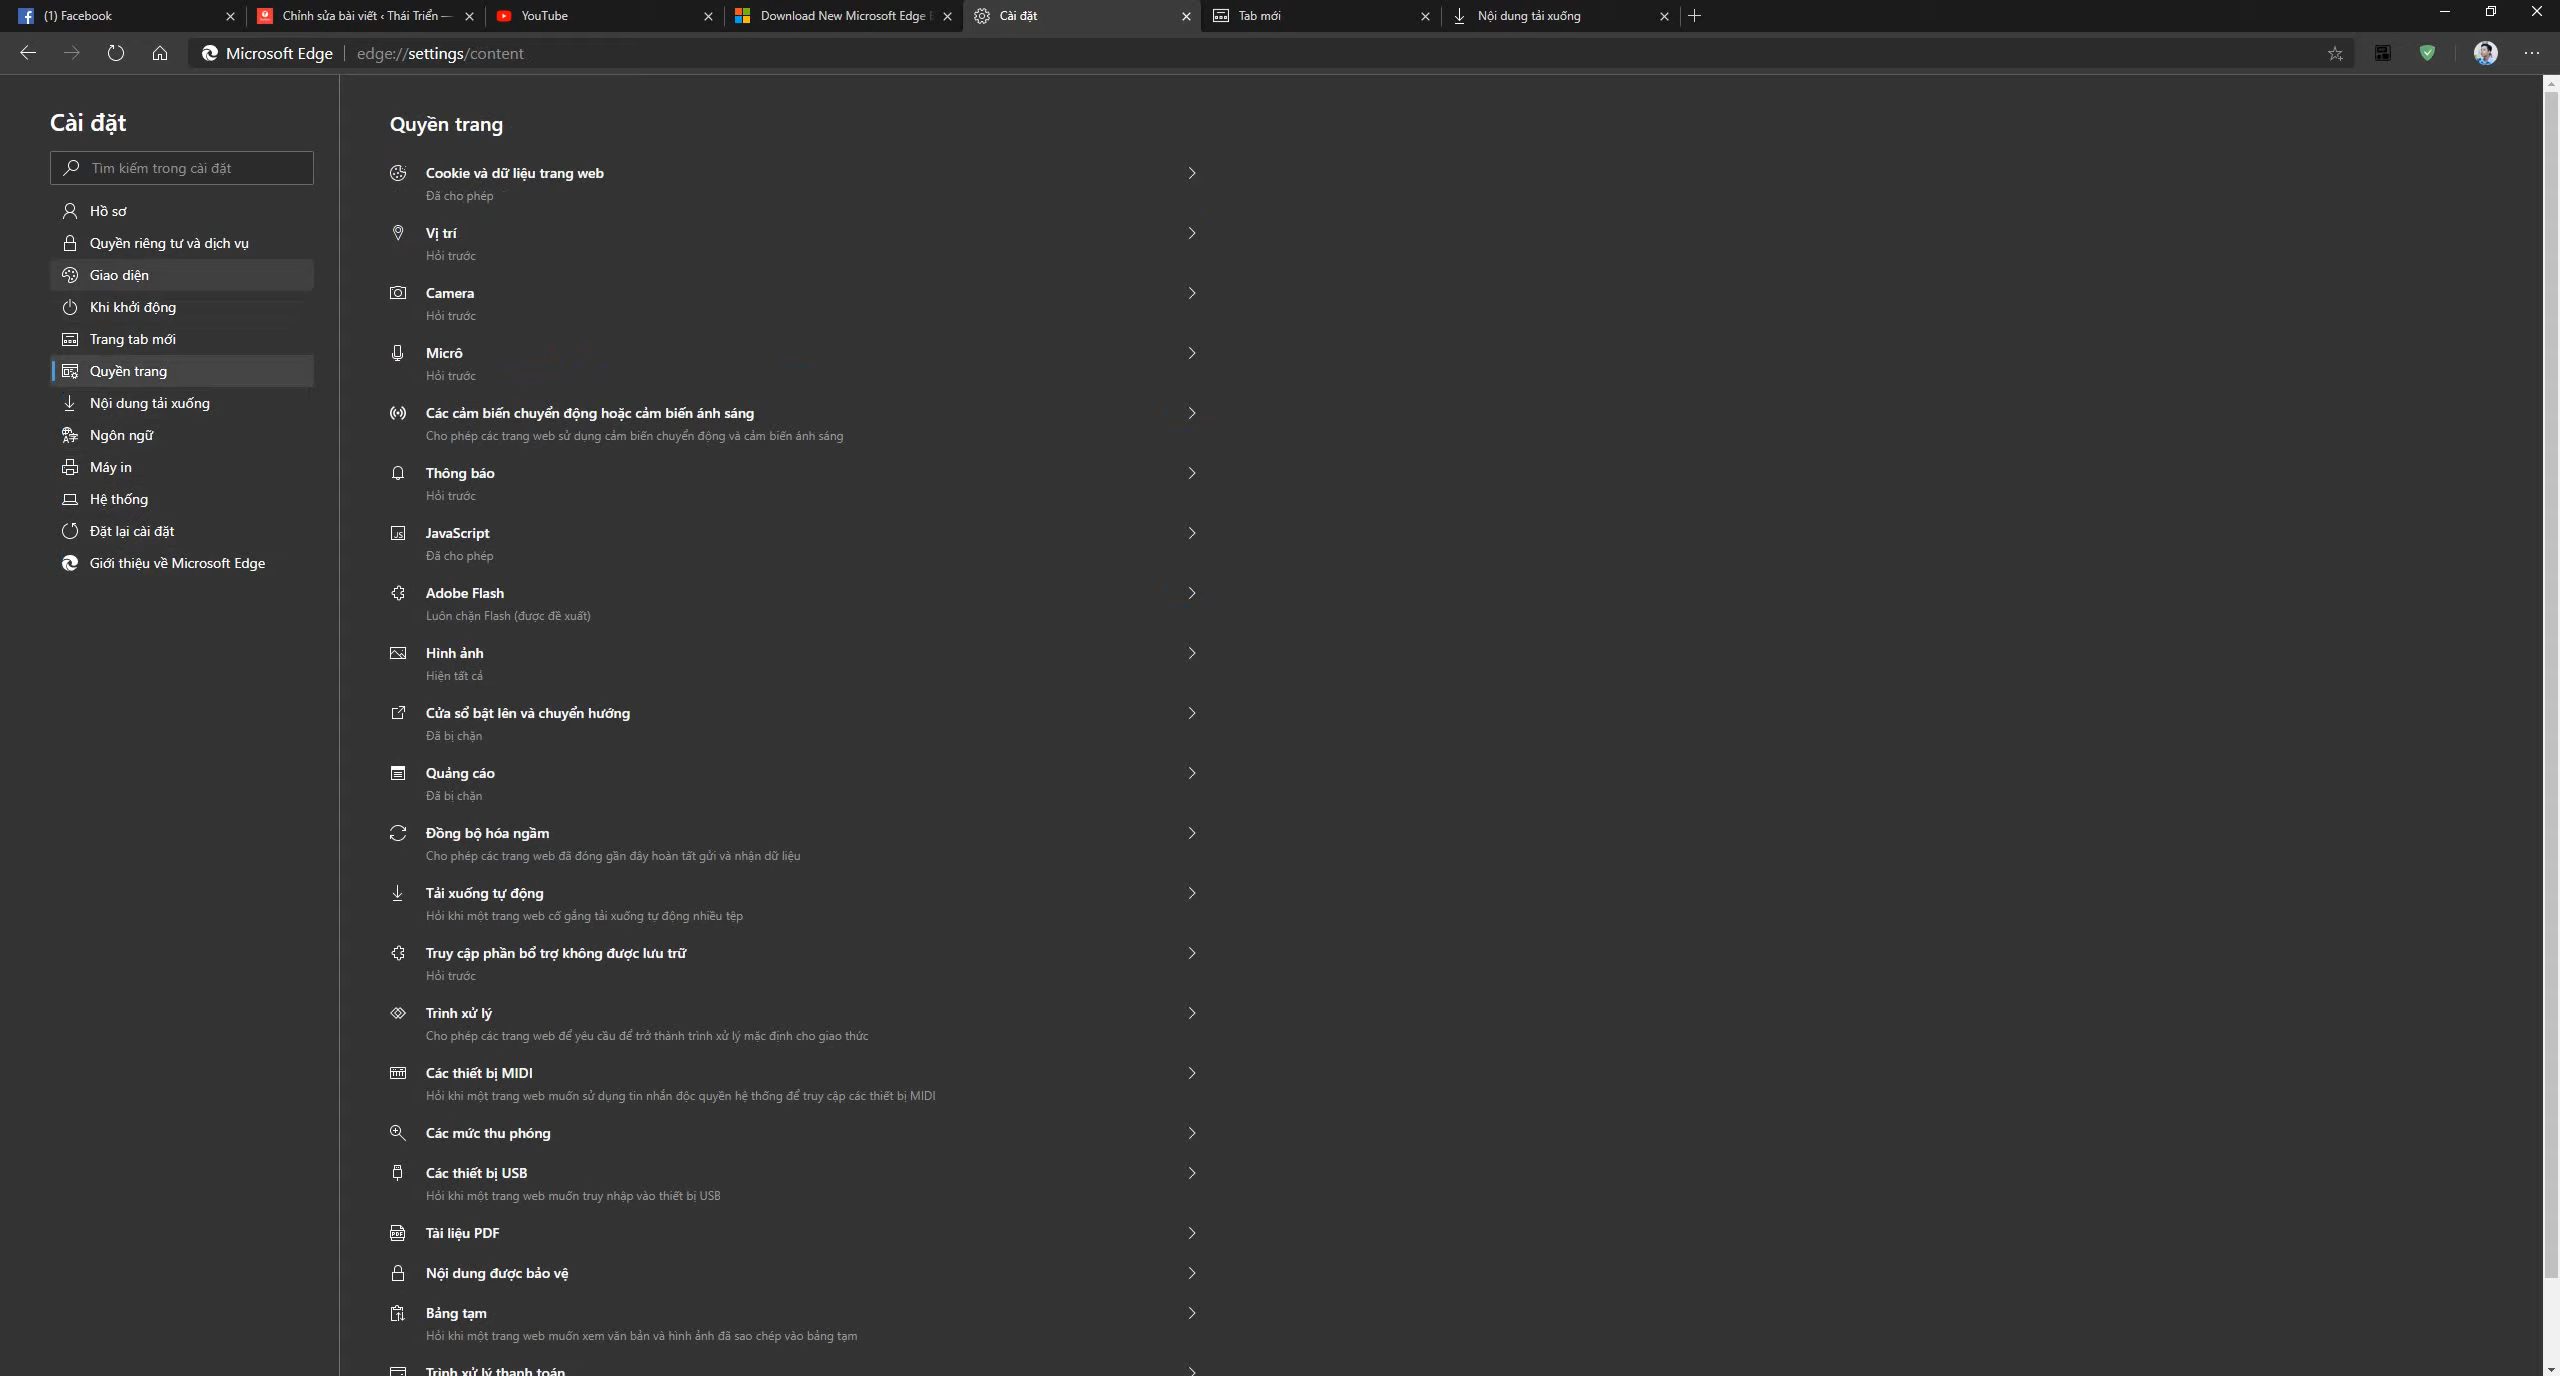 (1) Facebook
Chỉnh sửa bài viết ‹ Thái Triển —
YouTube
Download New Microsoft Edge
Cài đặt
Tab mới
Nội dung tải xuống
Microsoft Edge
edge://settings/content
Cài đặt
Tìm kiếm trong cài đặt
Hồ sơ
Quyền riêng tư và dịch vụ
Giao diện
Khi khởi động
Trang tab mới
Quyền trang
Nội dung tải xuống
Ngôn ngữ
Máy in
Hệ thống
Đặt lại cài đặt
Giới thiệu về Microsoft Edge
Quyền trang
Cookie và dữ liệu trang web
Đã cho phép
Vị trí
Hỏi trước
Camera
Hỏi trước
Micrô
Hỏi trước
Các cảm biến chuyển động hoặc cảm biến ánh sáng
Cho phép các trang web sử dụng cảm biến chuyển động và cảm biến ánh sáng
Thông báo
Hỏi trước
JavaScript
Đã cho phép
Adobe Flash
Luôn chặn Flash (được đề xuất)
Hình ảnh
Hiện tất cả
Cửa sổ bật lên và chuyển hướng
Đã bị chặn
Quảng cáo
Đã bị chặn
Đồng bộ hóa ngầm
Cho phép các trang web đã đóng gần đây hoàn tất gửi và nhận dữ liệu
Tải xuống tự động
Hỏi khi một trang web cố gắng tải xuống tự động nhiều tệp
Truy cập phần bổ trợ không được lưu trữ
Hỏi trước
Trình xử lý
Cho phép các trang web để yêu cầu để trở thành trình xử lý mặc định cho giao thức
Các thiết bị MIDI
Hỏi khi một trang web muốn sử dụng tin nhắn độc quyền hệ thống để truy cập các thiết bị MIDI
Các mức thu phóng
Các thiết bị USB
Hỏi khi một trang web muốn truy nhập vào thiết bị USB
Tài liệu PDF
Nội dung được bảo vệ
Bảng tạm
Hỏi khi một trang web muốn xem văn bản và hình ảnh đã sao chép vào bảng tạm
Trình xử lý thanh toán